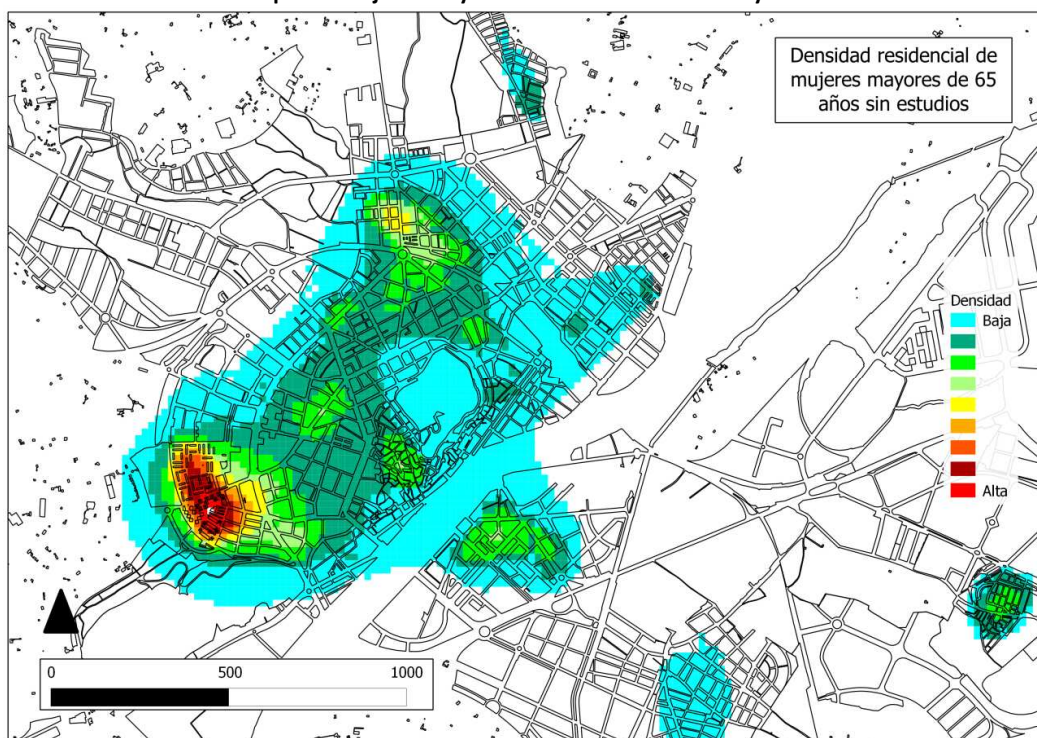 Densidad residencial de
mujeres mayores de 65
años sin estudios
Densidad
Baja
Alta
0 500 1000